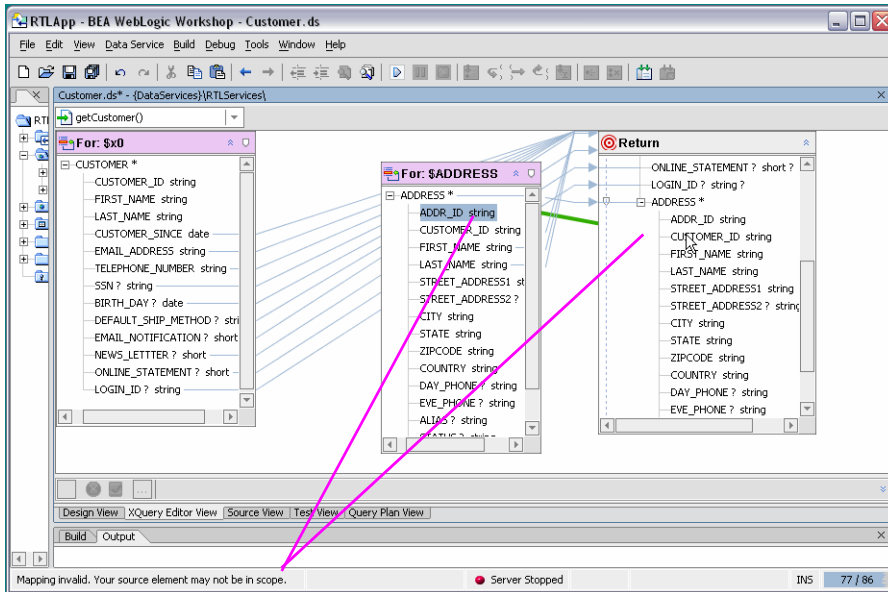 RTLApp - BEA WebLogic Workshop - Customer.ds
File Edit View Data Service Build Debug Tools Window Help
Customer.ds* - {DataServices}\RTLServices\
getCustomer()
RTL
For: $x0
CUSTOMER *
CUSTOMER_ID string
FIRST_NAME string
LAST_NAME string
CUSTOMER_SINCE date
EMAIL_ADDRESS string
TELEPHONE_NUMBER string
SSN ? string
BIRTH_DAY ? date
DEFAULT_SHIP_METHOD ? stri
EMAIL_NOTIFICATION ? short
NEWS_LETTTER ? short
ONLINE_STATEMENT ? short
LOGIN_ID ? string
For: $ADDRESS
ADDRESS *
ADDR_ID string
CUSTOMER_ID string
FIRST_NAME string
LAST_NAME string
STREET_ADDRESS1 st
STREET_ADDRESS2 ?
CITY string
STATE string
ZIPCODE string
COUNTRY string
DAY_PHONE ? string
EVE_PHONE ? string
ALIAS ? string
STATUS ? string
Return
ONLINE_STATEMENT ? short ?
LOGIN_ID ? string ?
ADDRESS *
ADDR_ID string
CUSTOMER_ID string
FIRST_NAME string
LAST_NAME string
STREET_ADDRESS1 string
STREET_ADDRESS2 ? string
CITY string
STATE string
ZIPCODE string
COUNTRY string
DAY_PHONE ? string
EVE_PHONE ? string
Design View XQuery Editor View Source View Test View Query Plan View
Build Output
Mapping invalid. Your source element may not be in scope.
Server Stopped
INS
77 / 86